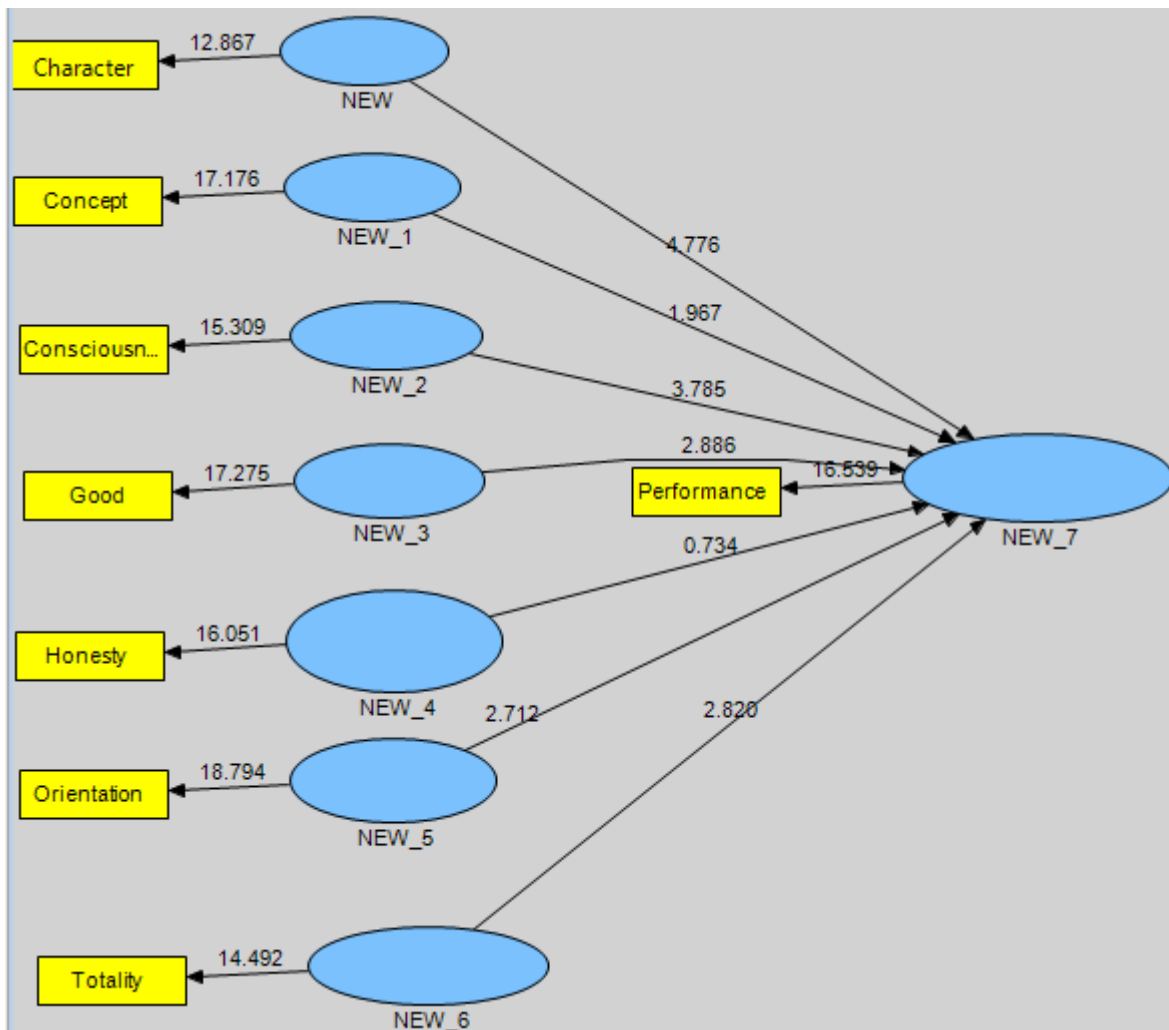 12.867
Character
NEW
17.176
Concept
NEW_1
4.776
1.967
15.309
Consciousn...
NEW_2
3.785
17.275
Good
NEW_3
2.886
16.539
Performance
NEW_7
0.734
16.051
Honesty
NEW_4
2.712
2.820
18.794
Orientation
NEW_5
14.492
Totality
NEW_6